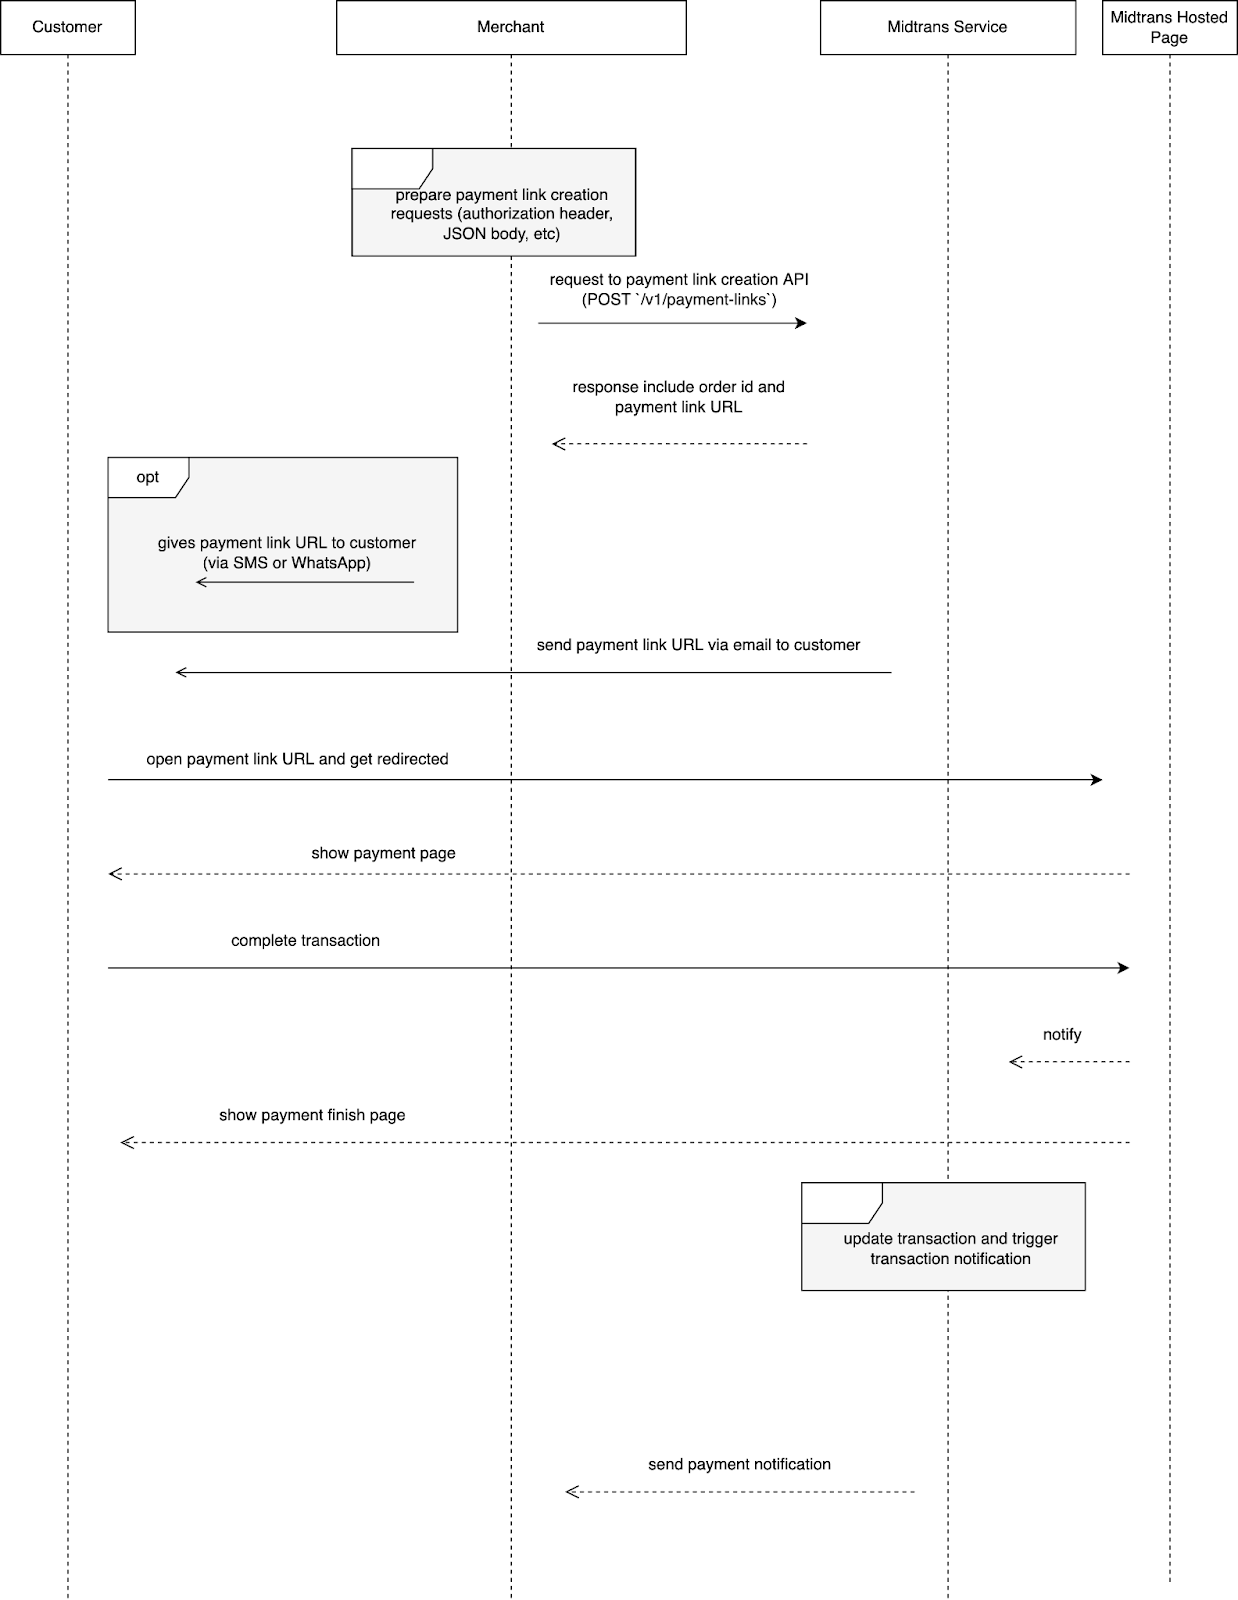 Customer
Merchant
Midtrans Service
Midtrans Hosted
Page
prepare payment link creation
requests (authorization header,
JSON body, etc)
request to payment link creation API
(POST `/v1/payment-links`)
response include order id and
payment link URL
opt
gives payment link URL to customer
(via SMS or WhatsApp)
send payment link URL via email to customer
open payment link URL and get redirected
show payment page
complete transaction
notify
show payment finish page
update transaction and trigger
transaction notification
send payment notification